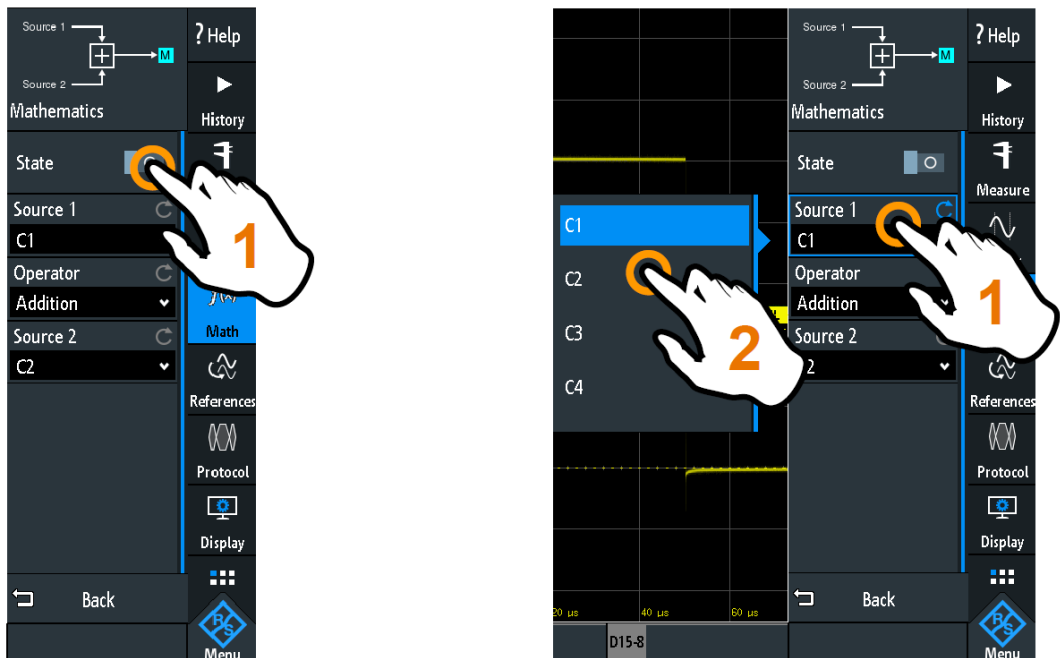 Source 1
Source 2
M
Mathematics
State
Source 1
C1
Operator
Addition
Source 2
C2
Back
? Help
History
Math
References
Protocol
Display
R/S
Menu
1
C1
C2
C3
C4
2
20 µs
40 µs
60 µs
D15-8
Source 1
Source 2
M
Mathematics
State
Source 1
C1
Operator
Addition
Source 2
2
Back
? Help
History
Measure
References
Protocol
Display
R/S
Menu
1